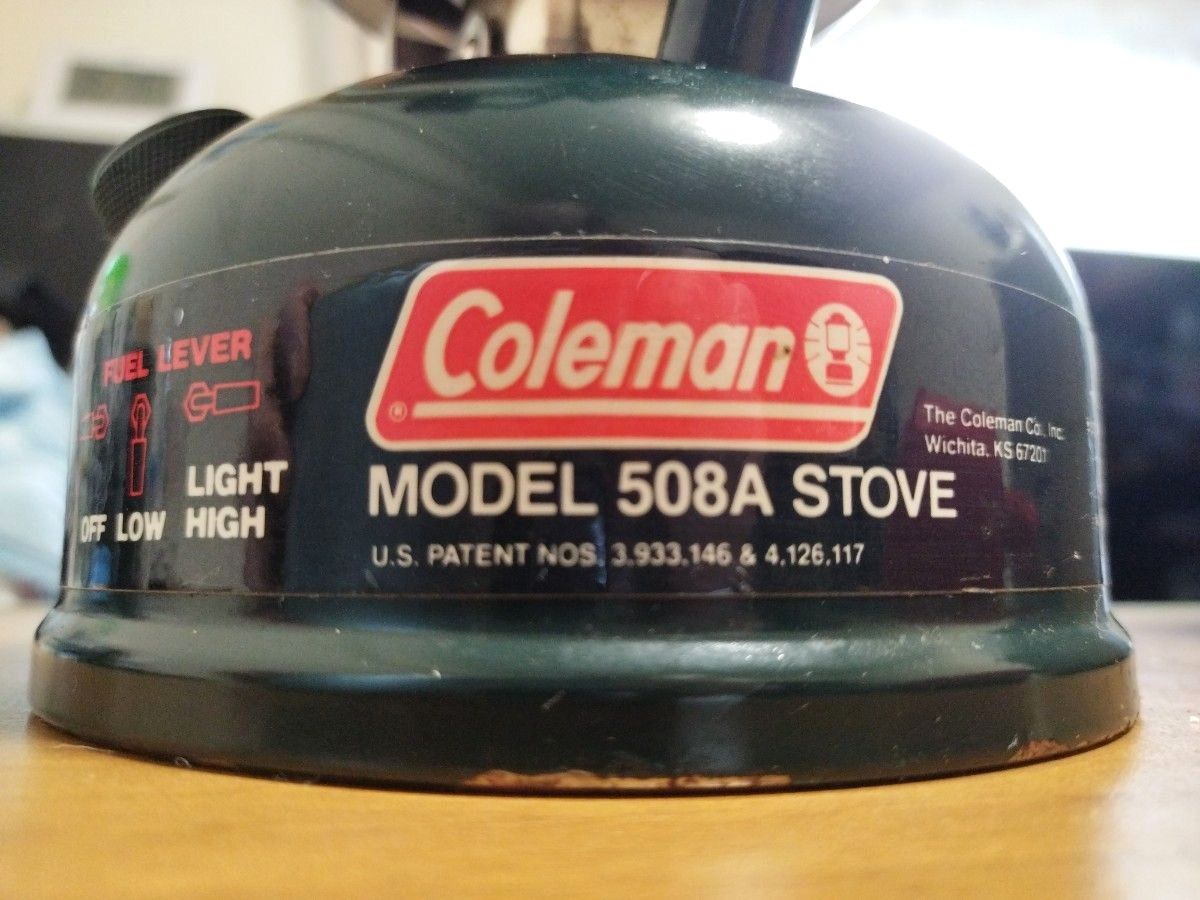 FUEL LEVER
OFF LOW LIGHT HIGH
Coleman
®
MODEL 508A STOVE
U.S. PATENT NOS. 3,933,146 & 4,126,117
The Coleman Co., Inc.
Wichita, KS 67201